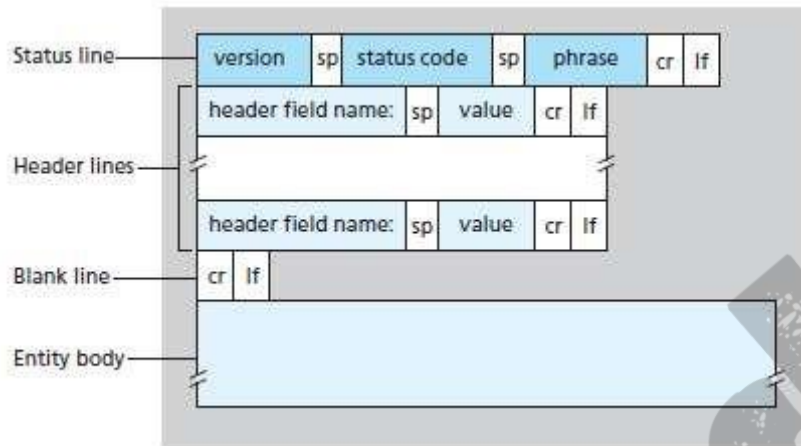 Status line
version sp status code sp phrase cr lf
header field name: sp value cr lf
Header lines
header field name: sp value cr lf
Blank line
cr lf
Entity body